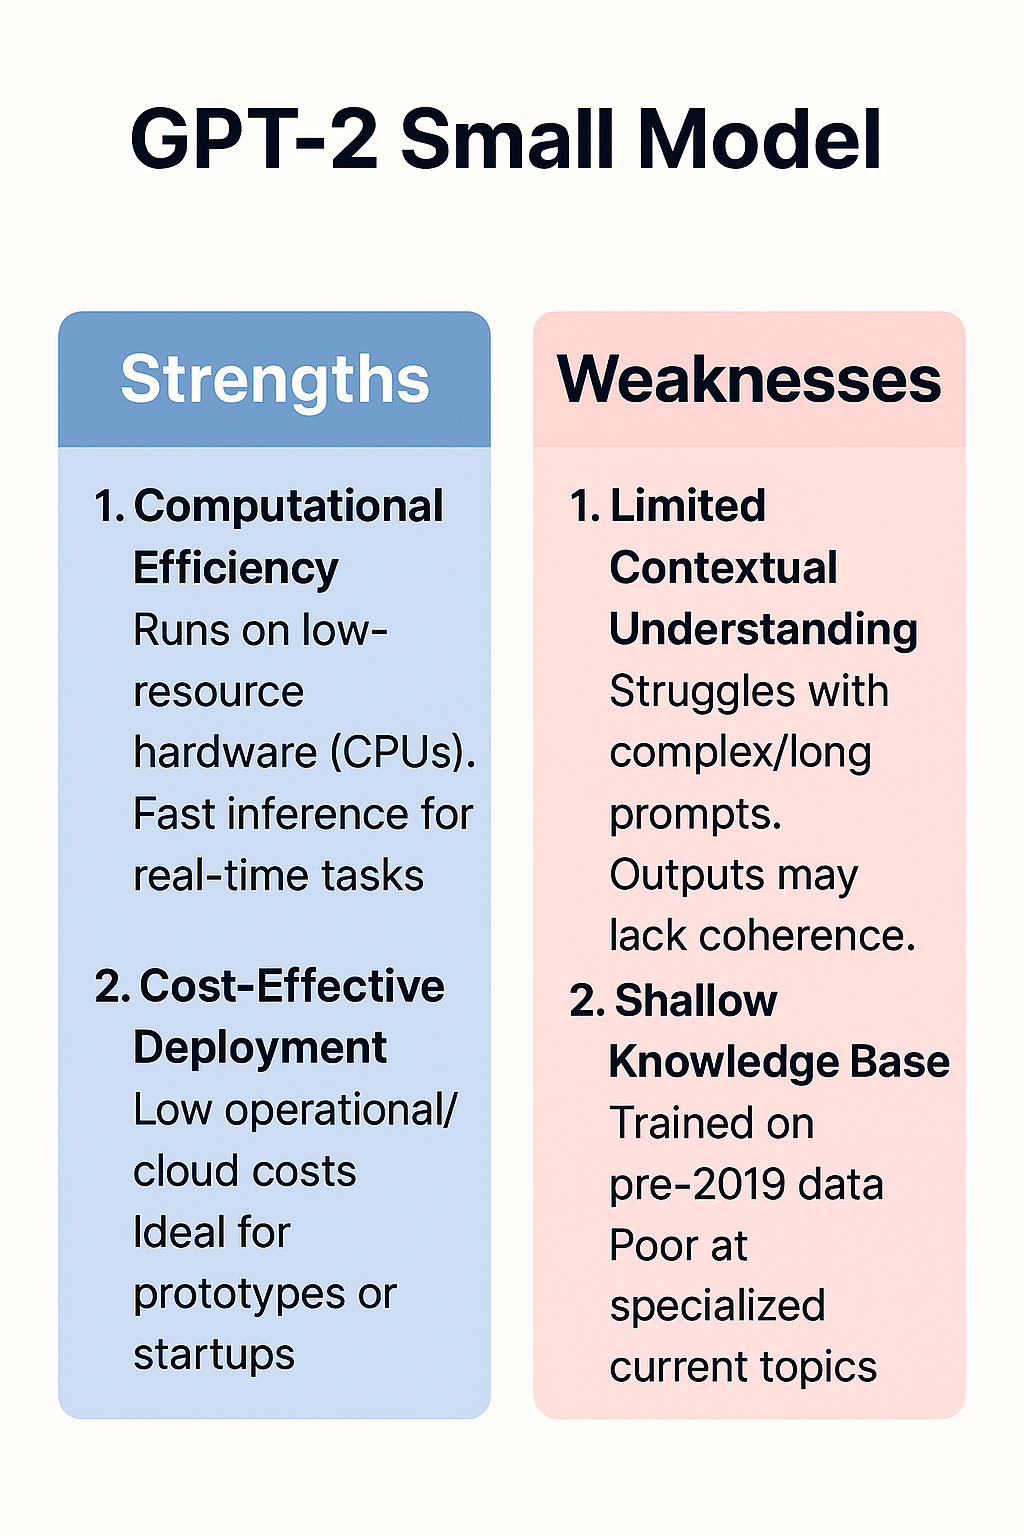 GPT-2 Small Model
Strengths
1. Computational
Efficiency
Runs on low-
resource
hardware (CPUs).
Fast inference for
real-time tasks
2. Cost-Effective
Deployment
Low operational/
cloud costs
Ideal for
prototypes or
startups
Weaknesses
1. Limited
Contextual
Understanding
Struggles with
complex/long
prompts.
Outputs may
lack coherence.
2. Shallow
Knowledge Base
Trained on
pre-2019 data
Poor at
specialized
current topics